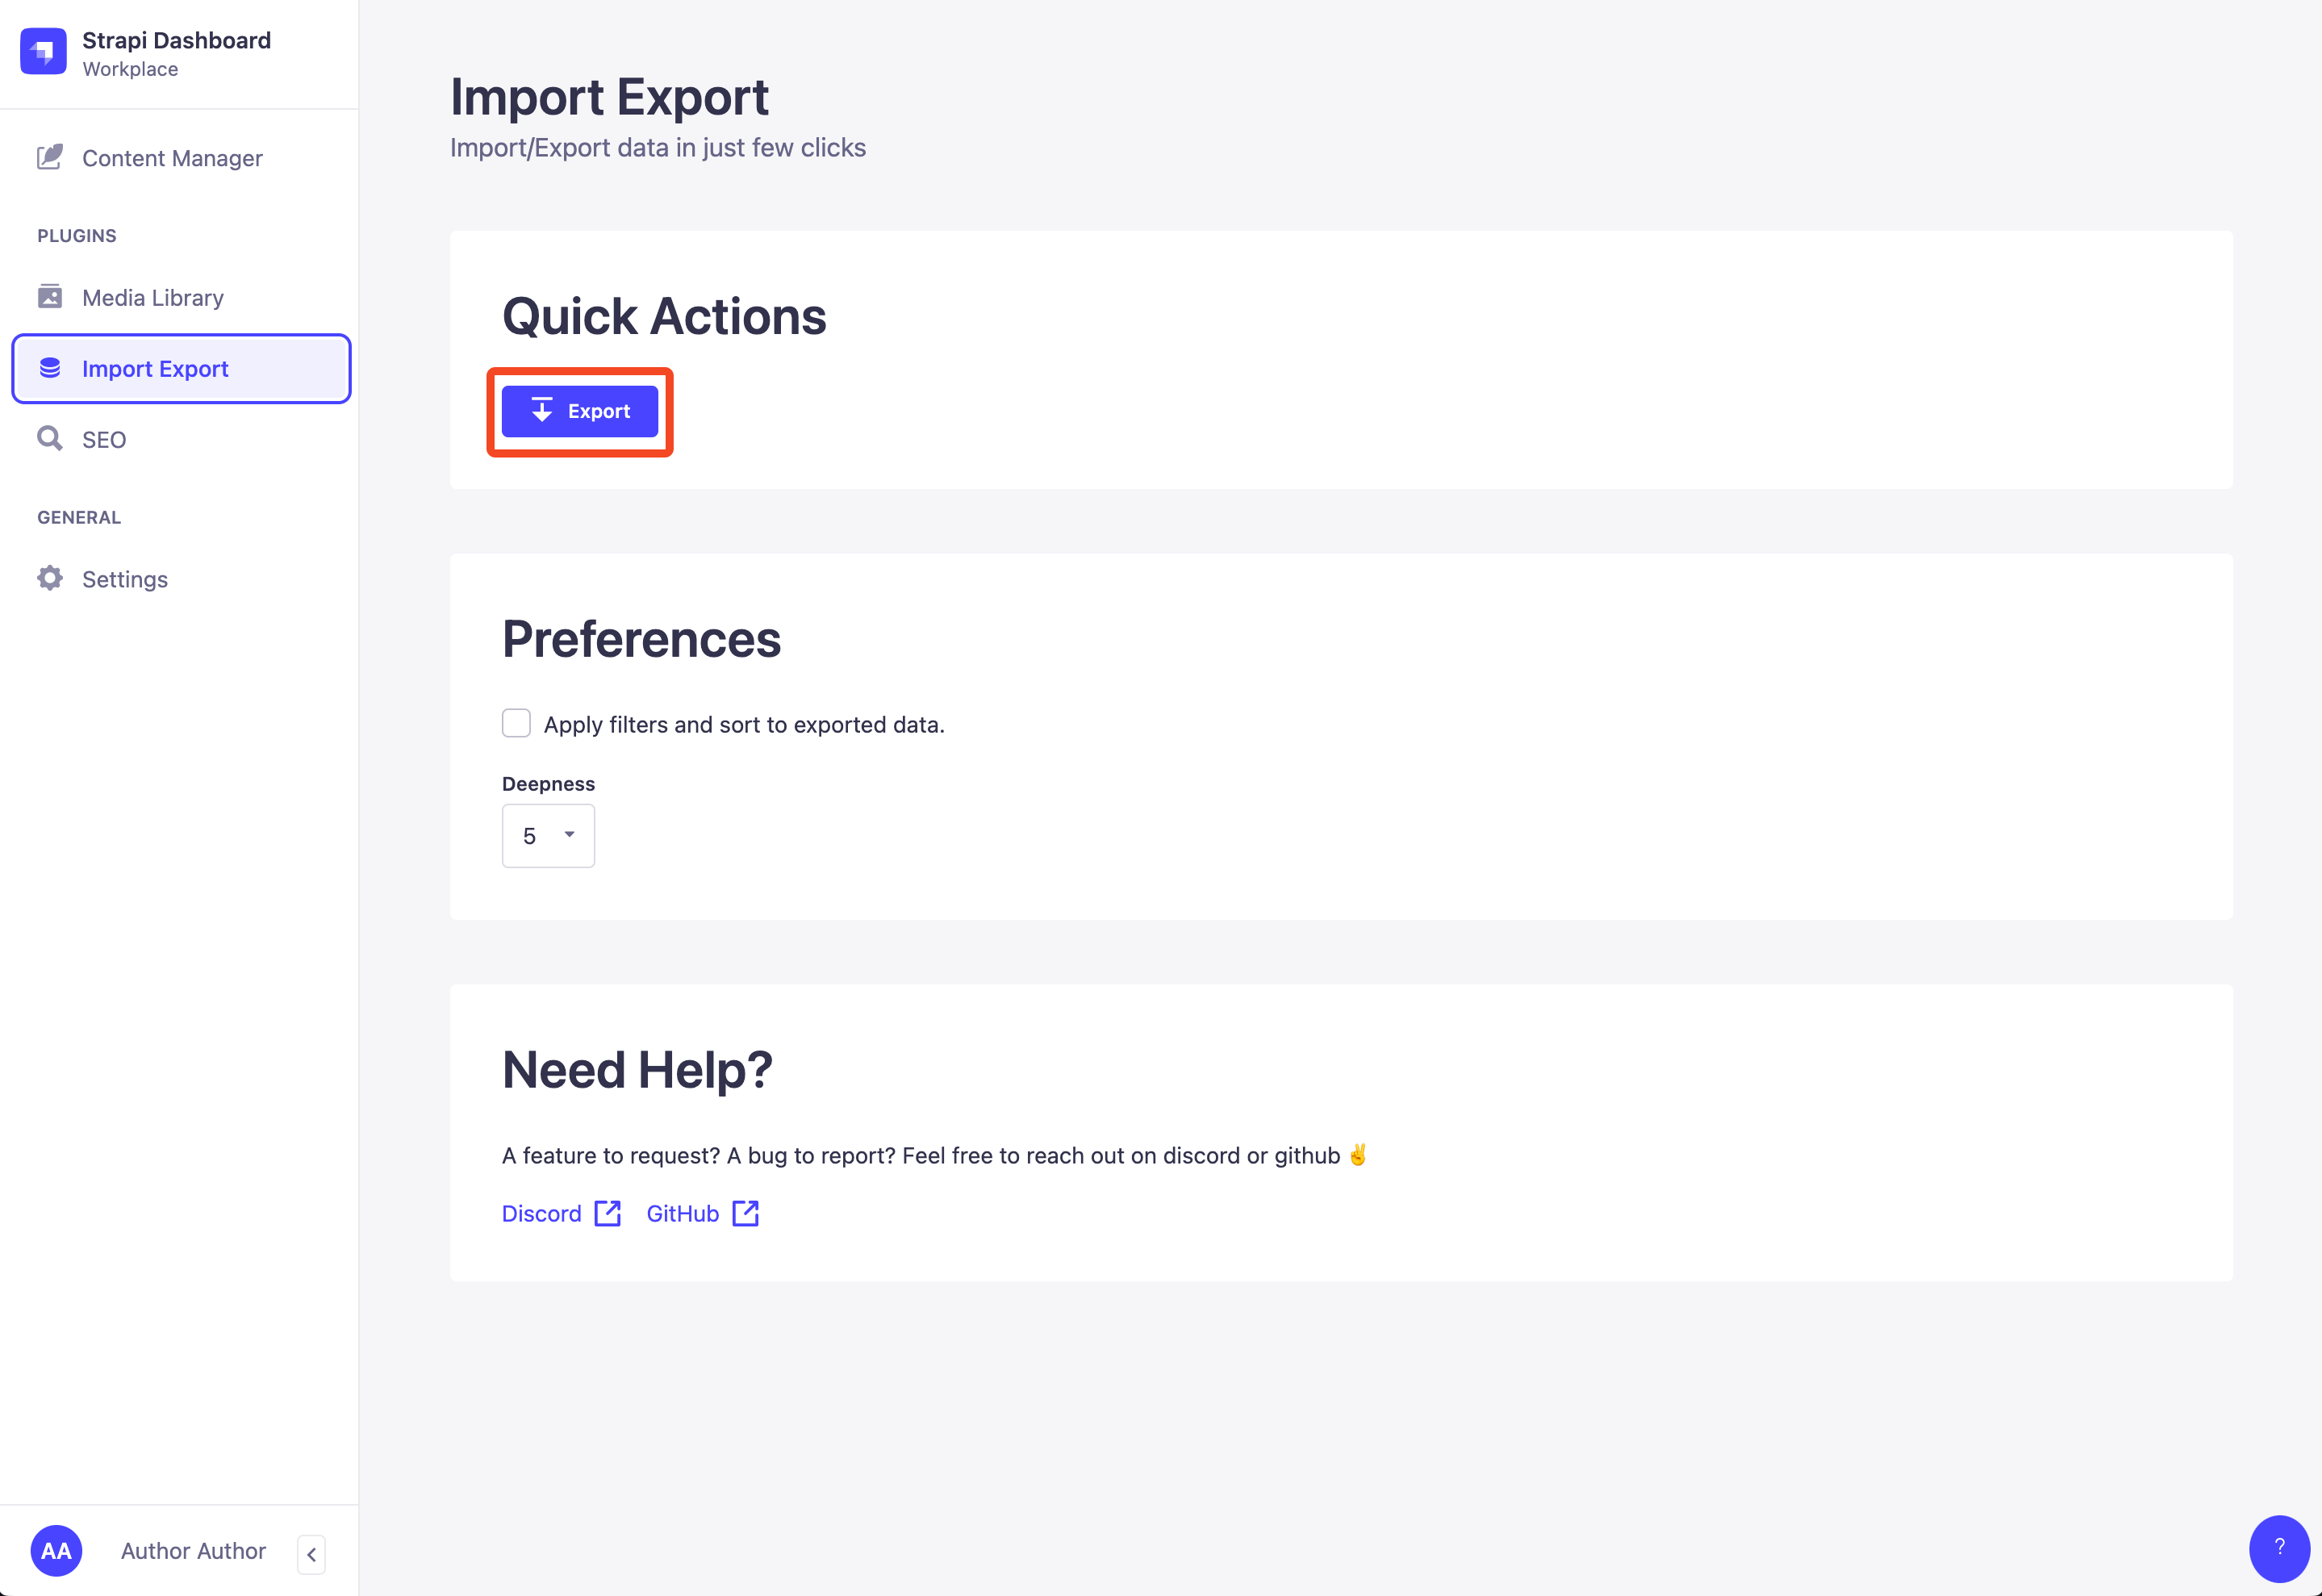 Strapi Dashboard
Workplace
Content Manager
PLUGINS
Media Library
Import Export
SEO
GENERAL
Settings
AA
Author Author
Import Export
Import/Export data in just few clicks
Quick Actions
Export
Preferences
Apply filters and sort to exported data.
Deepness
5
Need Help?
A feature to request? A bug to report? Feel free to reach out on discord or github ✌️
Discord GitHub
?